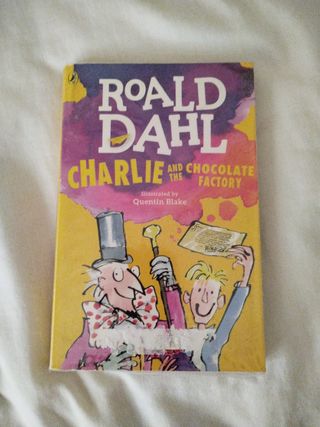 ROALD
DAHL
CHARLIE AND THE CHOCOLATE FACTORY
Illustrated by
Quentin Blake